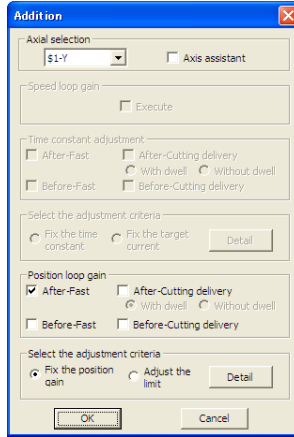 Addition
Axial selection
$1-Y
Axis assistant
Speed loop gain
Execute
Time constant adjustment
After-Fast After-Cutting delivery
With dwell Without dwell
Before-Fast Before-Cutting delivery
Select the adjustment criteria
Fix the time constant Fix the target current Detail
Position loop gain
After-Fast After-Cutting delivery
With dwell Without dwell
Before-Fast Before-Cutting delivery
Select the adjustment criteria
Fix the position gain Adjust the limit Detail
OK Cancel